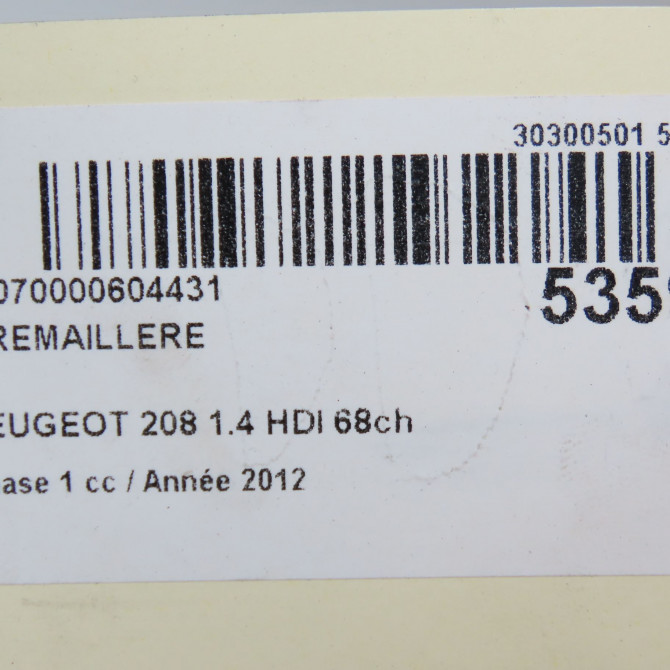 30300501 5
070000604431
535
REMAILLERE
EUGEOT 208 1.4 HDI 68ch
ase 1 cc / Année 2012